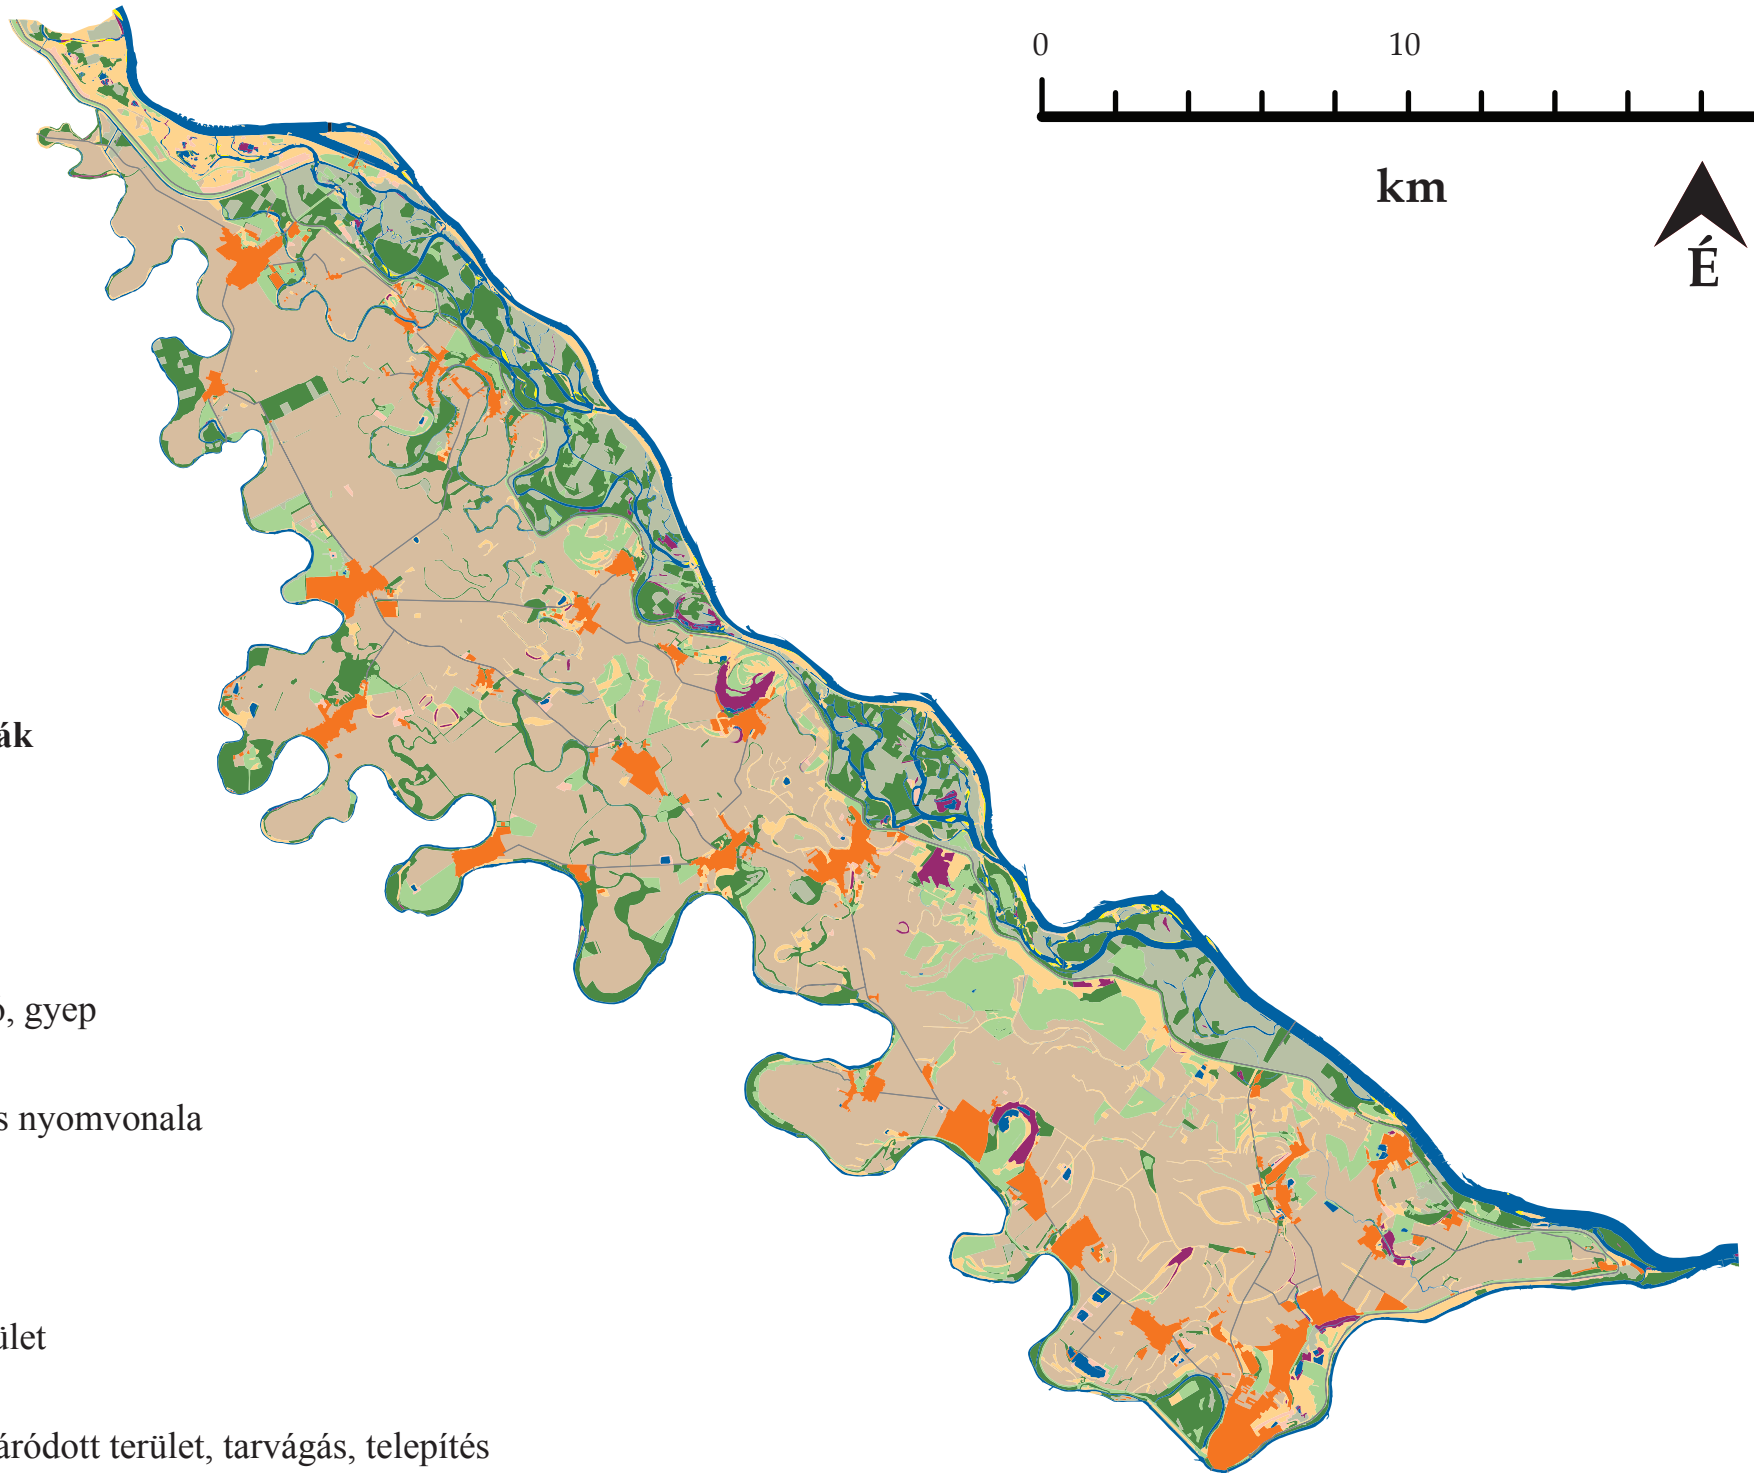 0 10
km
É
ák
, gyep
s nyomvonala
ület
áródott terület, tarvágás, telepítés